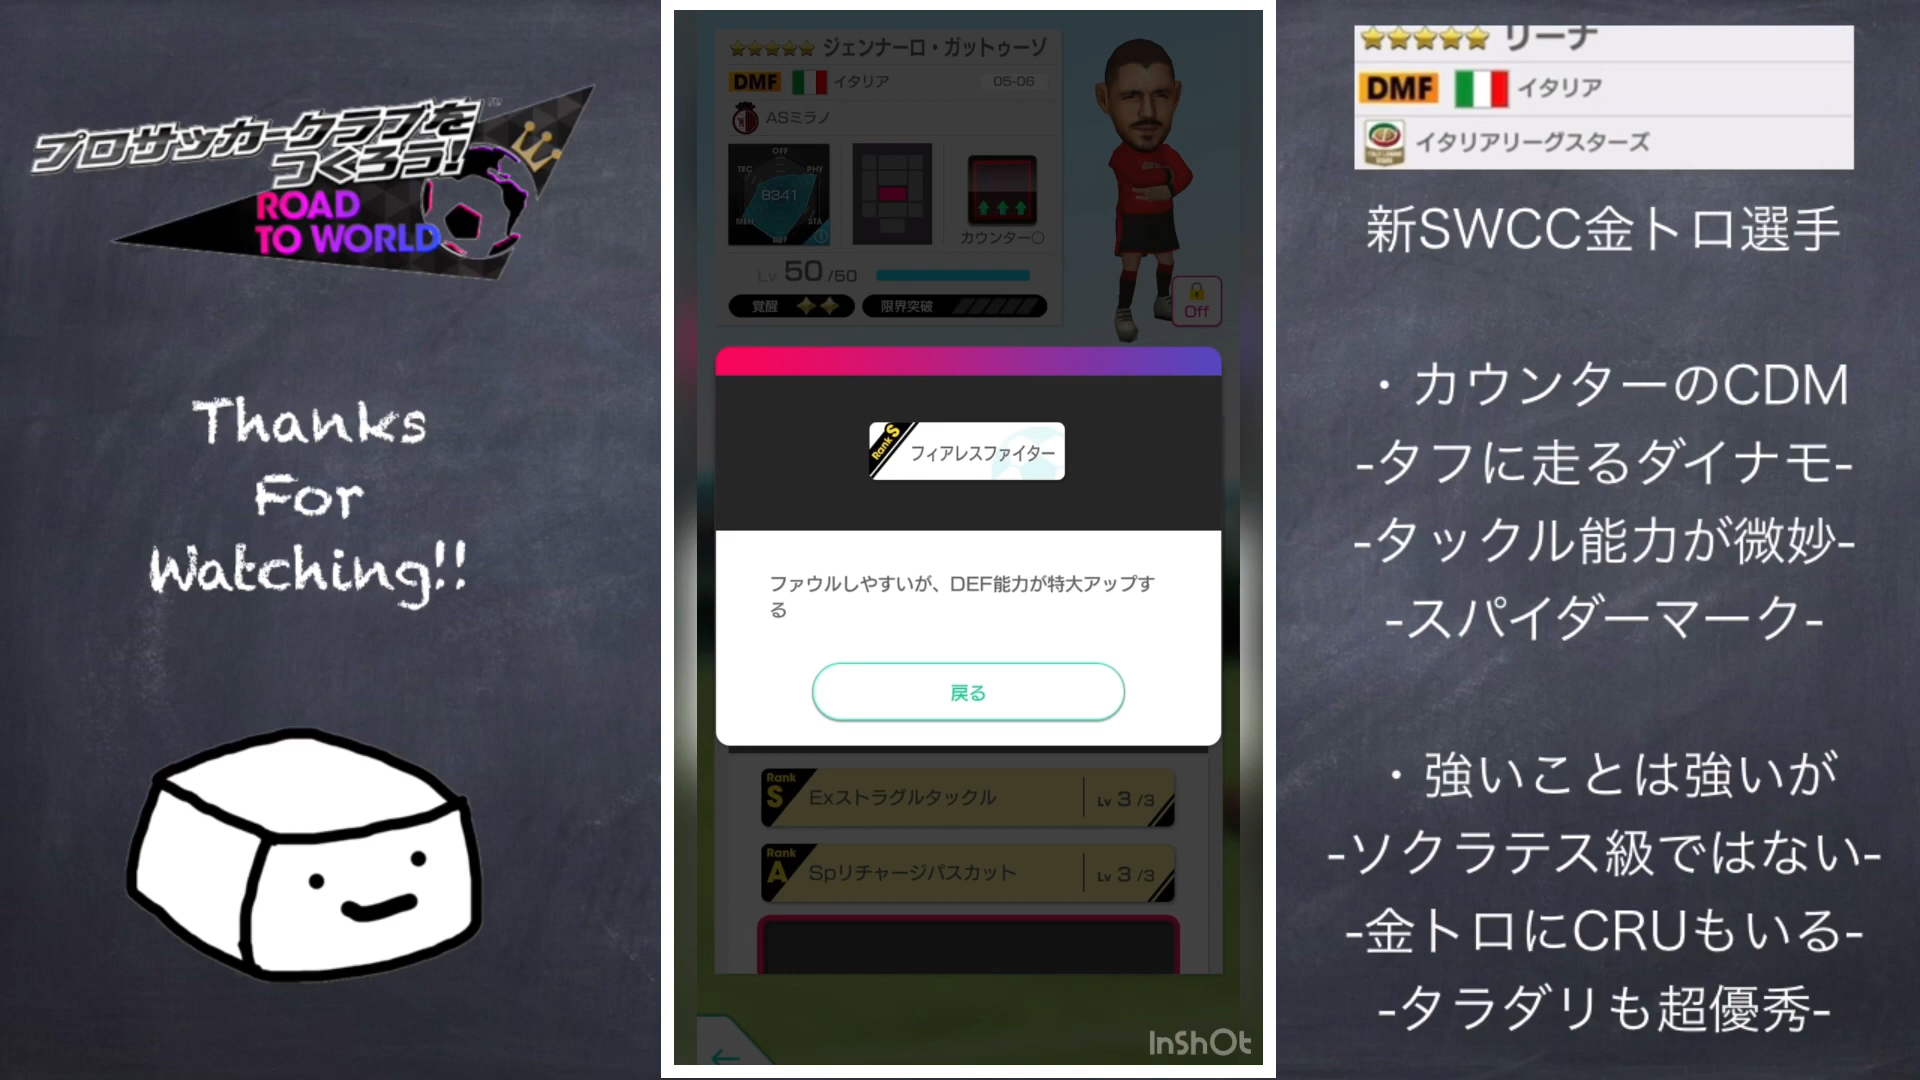 プロサッカークラブを
つくろう!
ROAD
TO WORLD
Thanks
For
Watching!!
ジェンナーロ・ガットゥーゾ
DMF イタリア 05-06
ASミラノ
OFF
TEC PHY
8341
MEN STA
DEF
カウンター○
Lv 50 /50
覚醒 限界突破
Off
Rank S フィアレスファイター
ファウルしやすいが、DEF能力が特大アップす
る
戻る
Rank S Exストラグルタックル Lv 3 /3
Rank A Spリチャージパスカット Lv 3 /3
InShOt
リーナ
DMF イタリア
イタリアリーグスターズ
新SWCC金トロ選手
・カウンターのCDM
-タフに走るダイナモ-
-タックル能力が微妙-
-スパイダーマーク-
・強いことは強いが
-ソクラテス級ではない-
-金トロにCRUもいる-
-タラダリも超優秀-